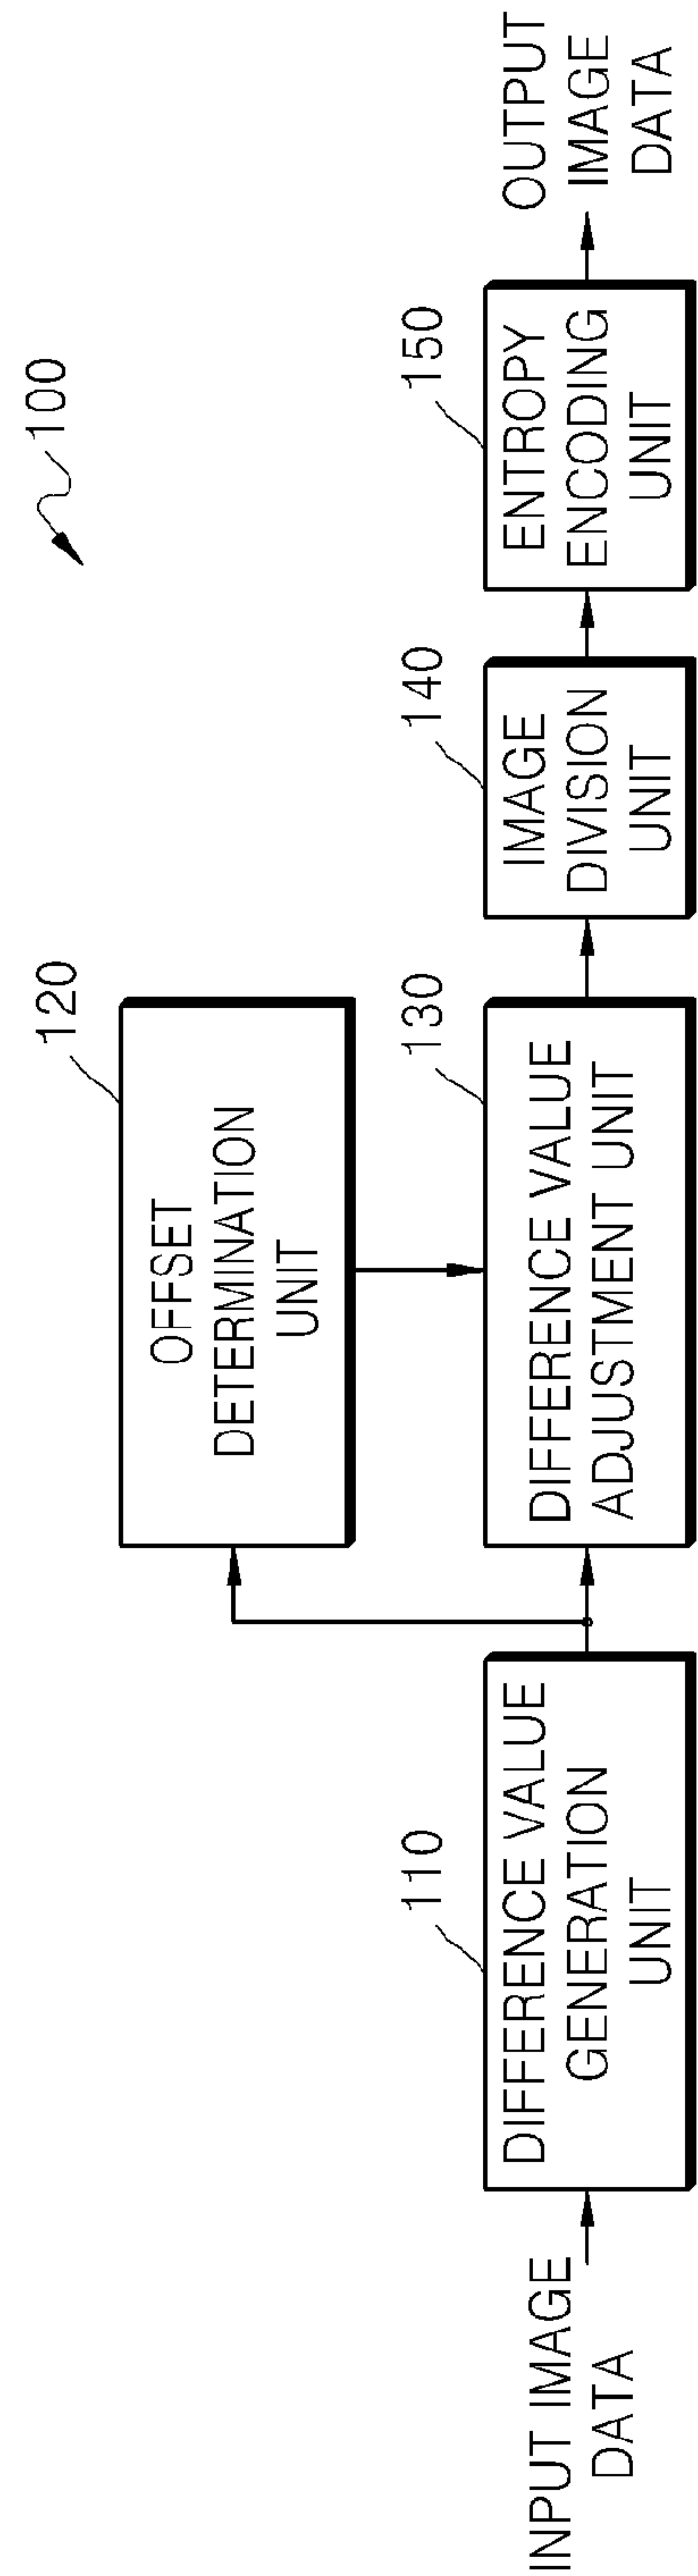 100
120
OFFSET
DETERMINATION
UNIT
INPUT IMAGE
DATA
110
DIFFERENCE VALUE
GENERATION
UNIT
130
DIFFERENCE VALUE
ADJUSTMENT UNIT
140
IMAGE
DIVISION
UNIT
150
ENTROPY
ENCODING
UNIT
OUTPUT
IMAGE
DATA